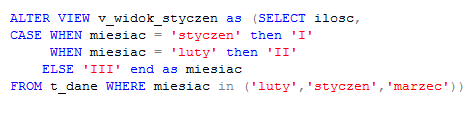 ALTER VIEW v_widok_styczen as (SELECT ilosc,
CASE WHEN miesiac = 'styczen' then 'I'
WHEN miesiac = 'luty' then 'II'
ELSE 'III' end as miesiac
FROM t_dane WHERE miesiac in ('luty','styczen','marzec'))